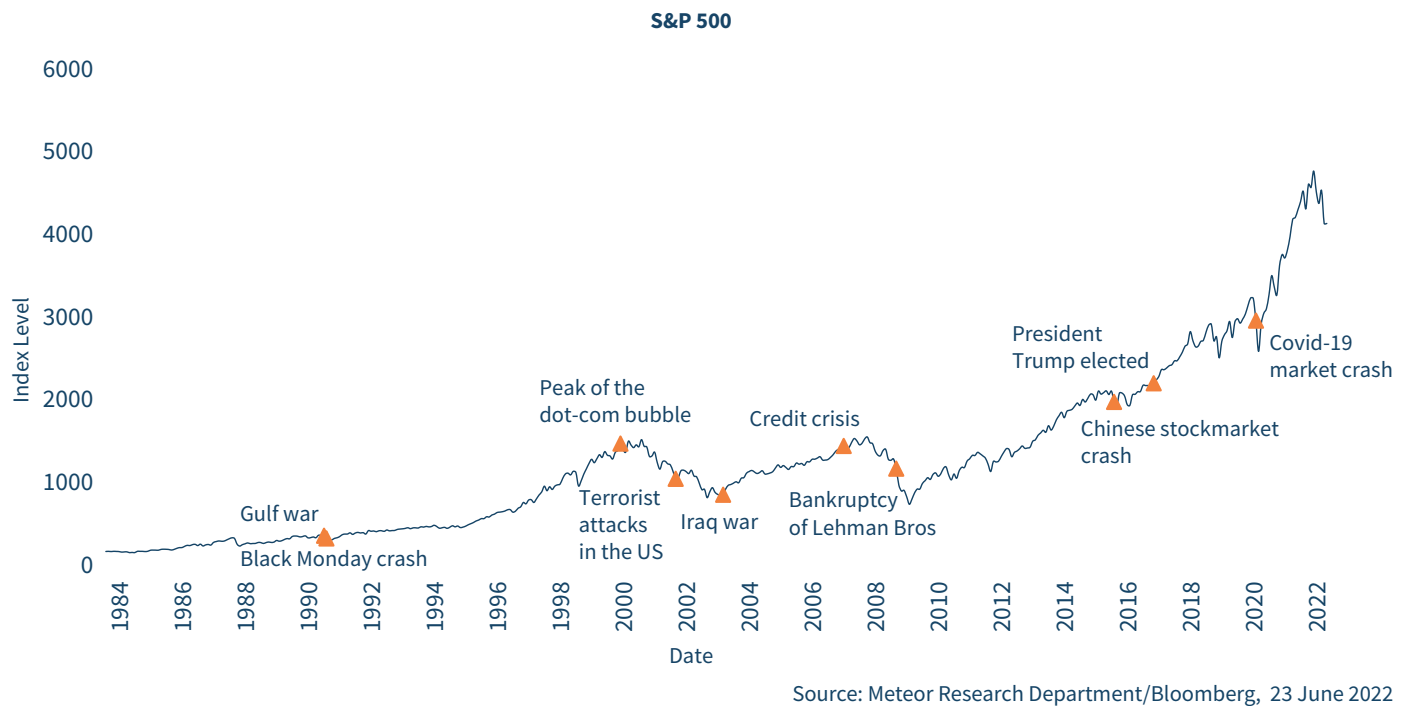 S&P 500
6000
5000
4000
3000
2000
1000
0
Index Level
President
Trump elected
Covid-19
market crash
Peak of the
dot-com bubble
Credit crisis
Chinese stockmarket
crash
Terrorist
attacks
in the US
Iraq war
Bankruptcy
of Lehman Bros
Gulf war
Black Monday crash
1984 1986 1988 1990 1992 1994 1996 1998 2000 2002 2004 2006 2008 2010 2012 2014 2016 2018 2020 2022
Date
Source: Meteor Research Department/Bloomberg, 23 June 2022